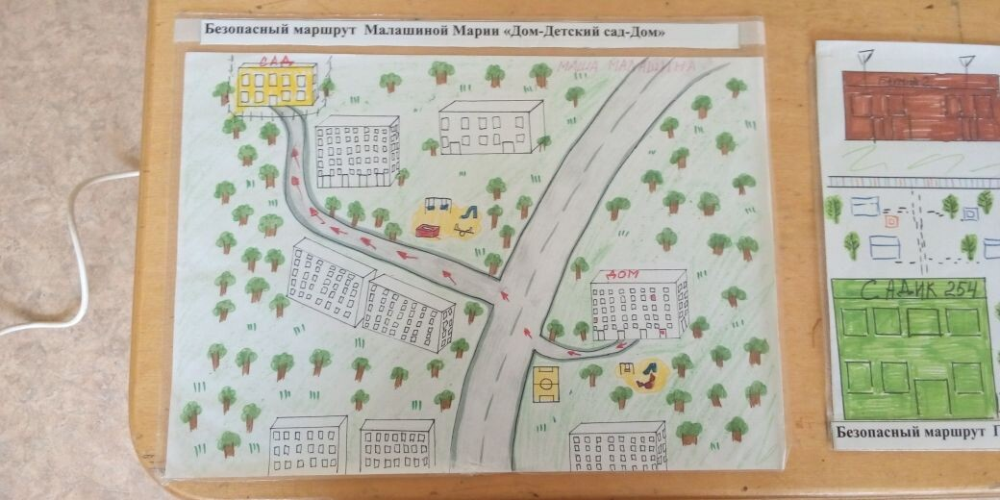 Безопасный маршрут Малашиной Марии «Дом-Детский сад-Дом»
САД
МАША МАЛАШИНА
ДОМ
САДИК 254
Безопасный маршрут